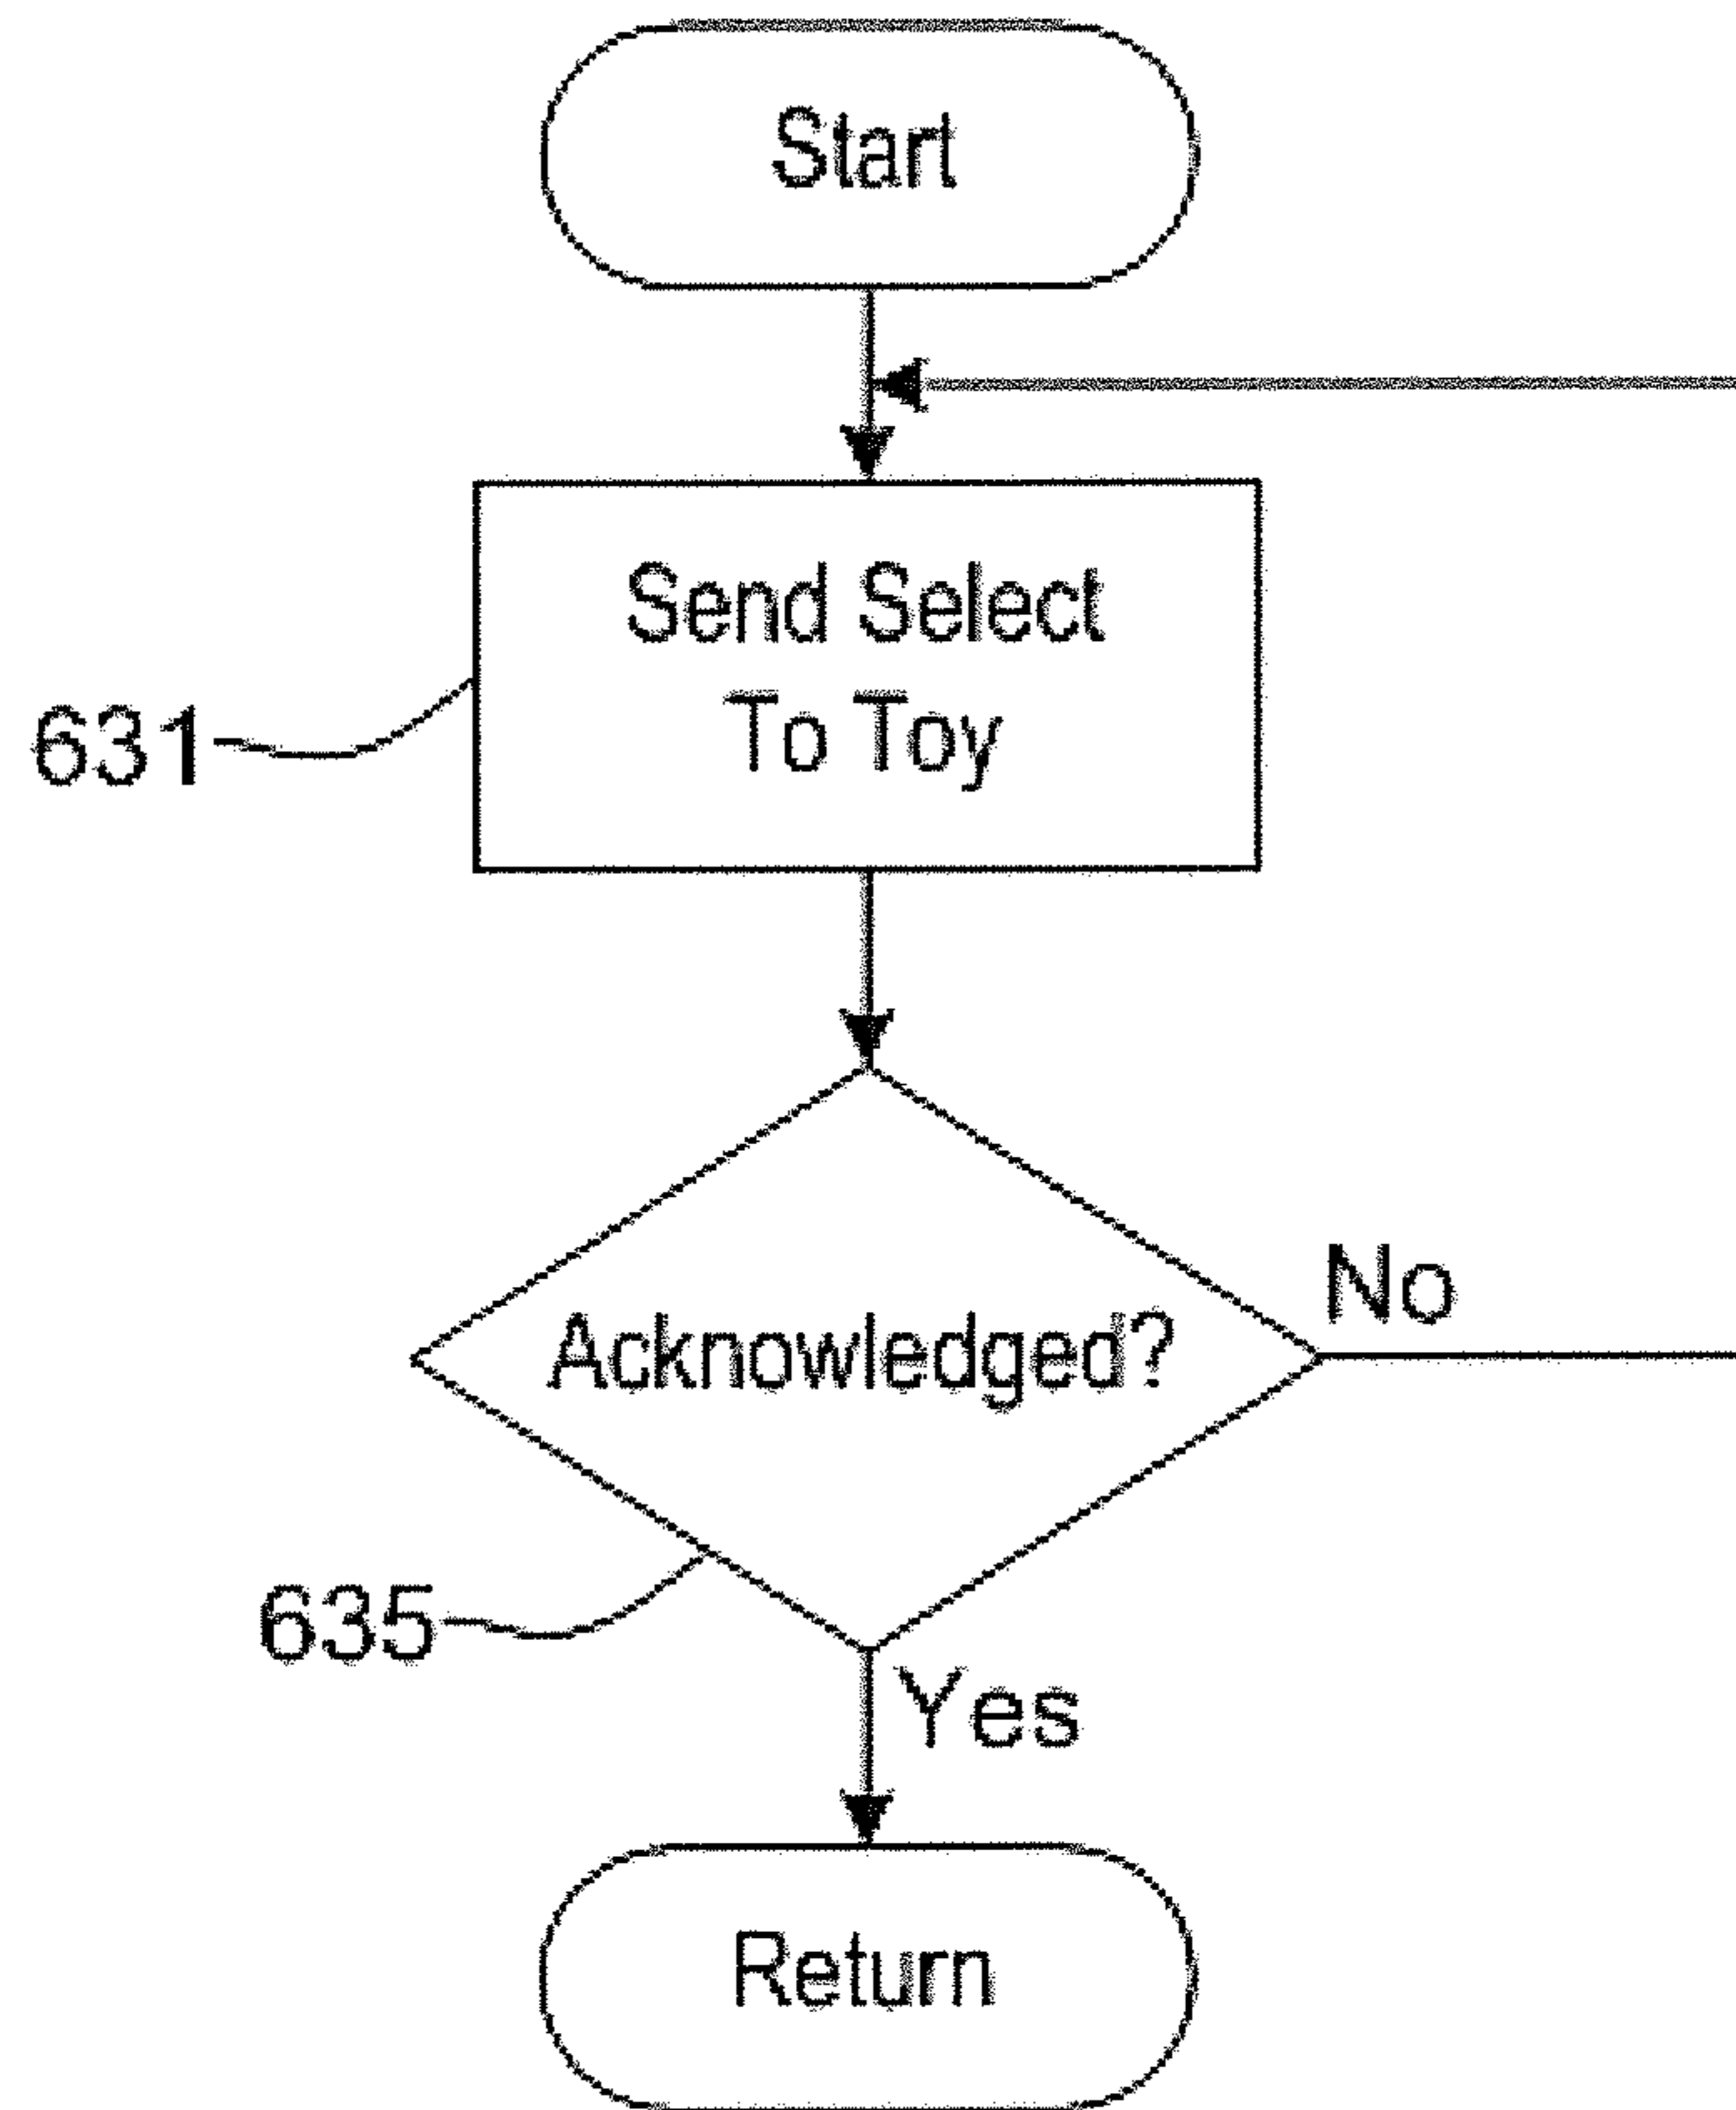 Start
Send Select
To Toy
631
Acknowledged?
No
635
Yes
Return